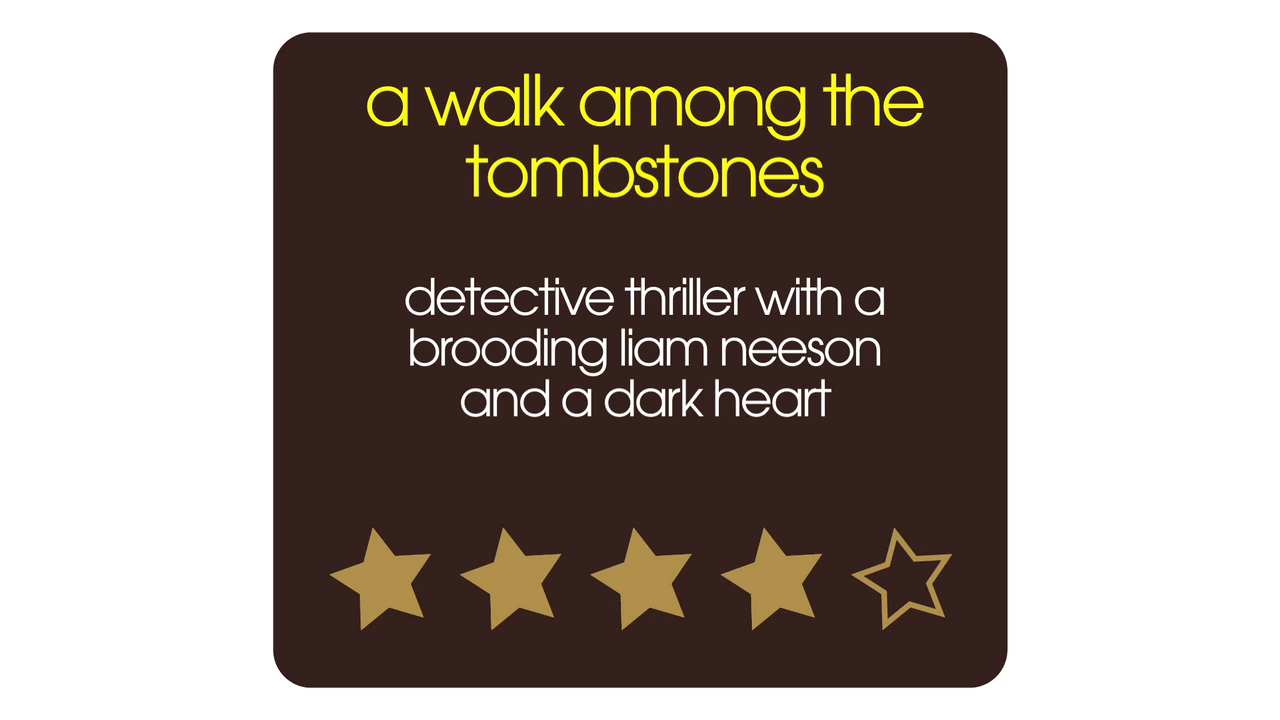 a walk among the
tombstones
detective thriller with a
brooding liam neeson
and a dark heart